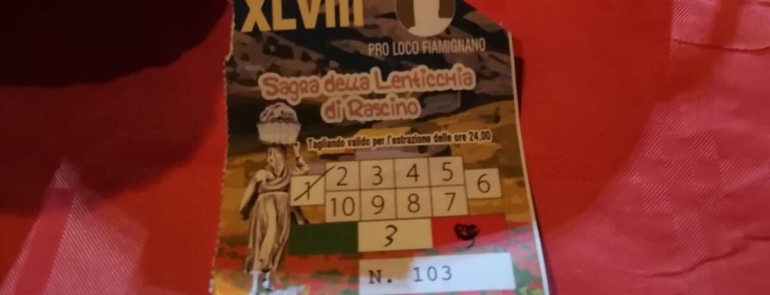 XLVIII
PRO LOCO FIAMIGNANO
Sagra della Lenticchia
di Rascino
Tagliando valido per l'estrazione delle ore 24,00
1 2 3 4 5 6
10 9 8 7
3
N. 103